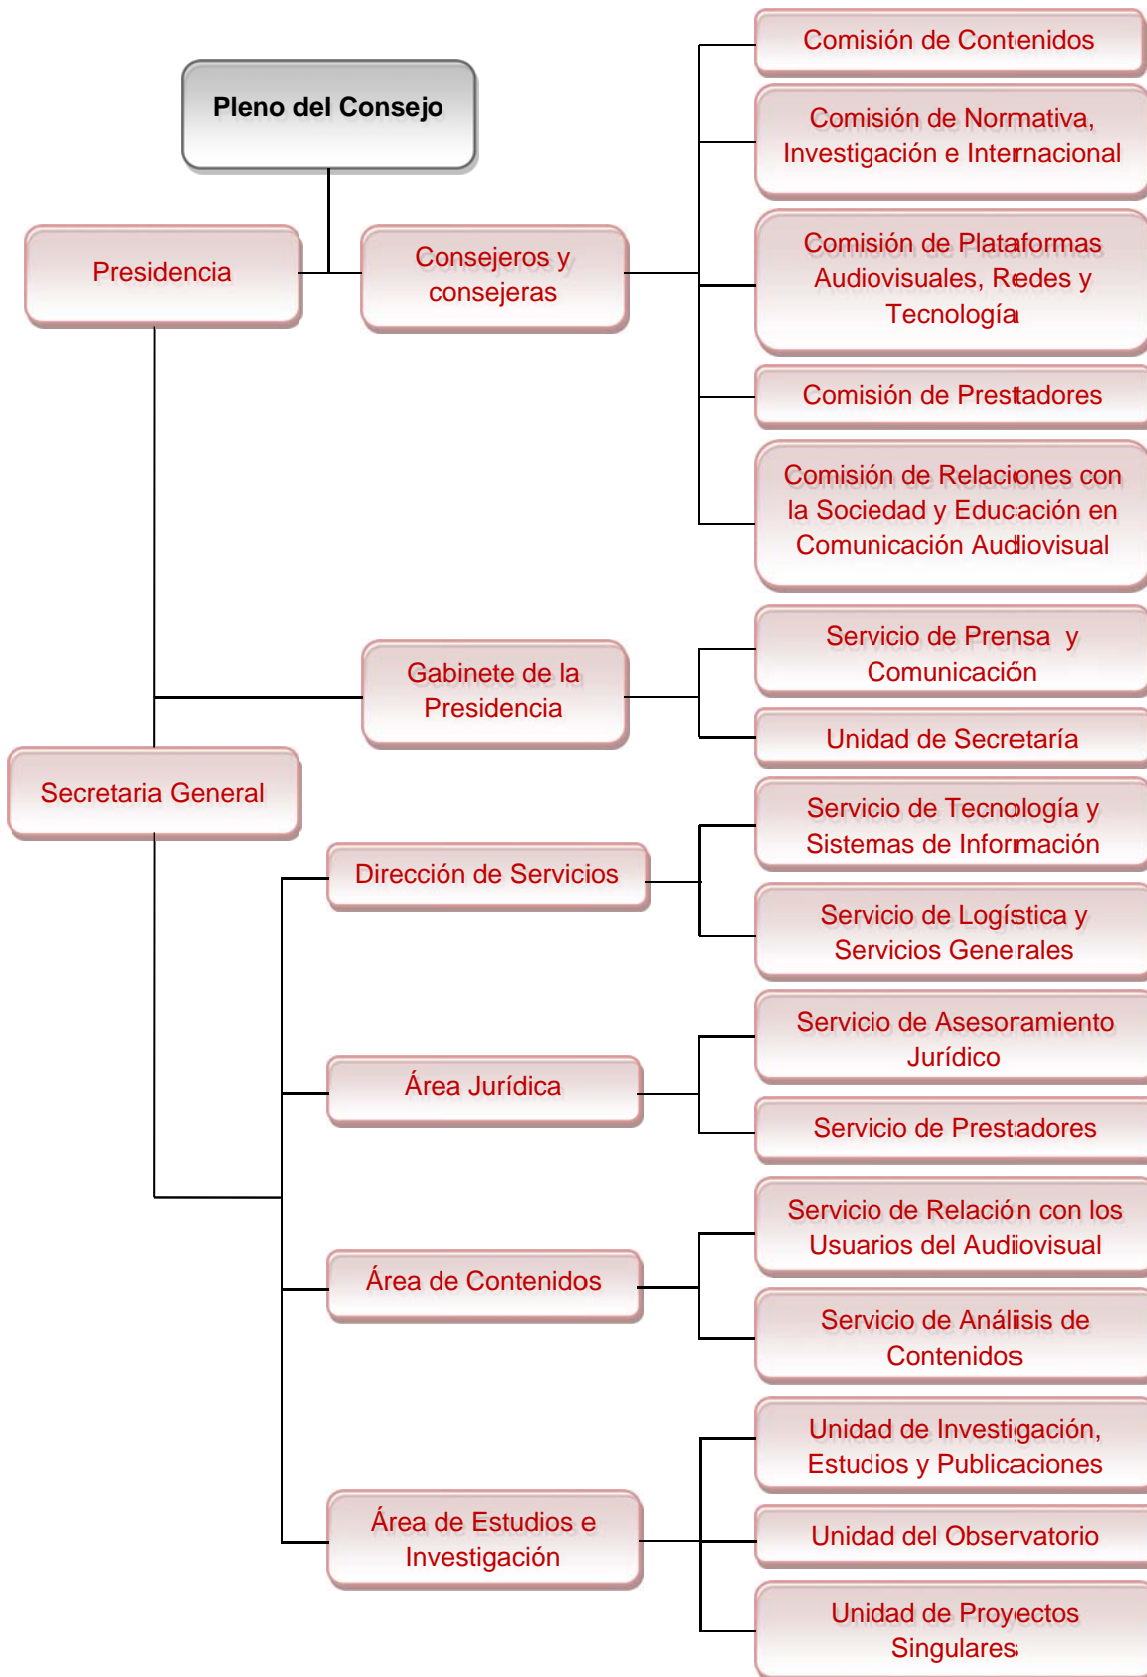 Pleno del Consejo
Presidencia
Consejeros y
consejeras
Comisión de Contenidos
Comisión de Normativa,
Investigación e Internacional
Comisión de Plataformas
Audiovisuales, Redes y
Tecnología
Comisión de Prestadores
Comisión de Relaciones con
la Sociedad y Educación en
Comunicación Audiovisual
Gabinete de la
Presidencia
Servicio de Prensa y
Comunicación
Unidad de Secretaría
Secretaria General
Dirección de Servicios
Servicio de Tecnología y
Sistemas de Información
Servicio de Logística y
Servicios Generales
Área Jurídica
Servicio de Asesoramiento
Jurídico
Servicio de Prestadores
Área de Contenidos
Servicio de Relación con los
Usuarios del Audiovisual
Servicio de Análisis de
Contenidos
Área de Estudios e
Investigación
Unidad de Investigación,
Estudios y Publicaciones
Unidad del Observatorio
Unidad de Proyectos
Singulares